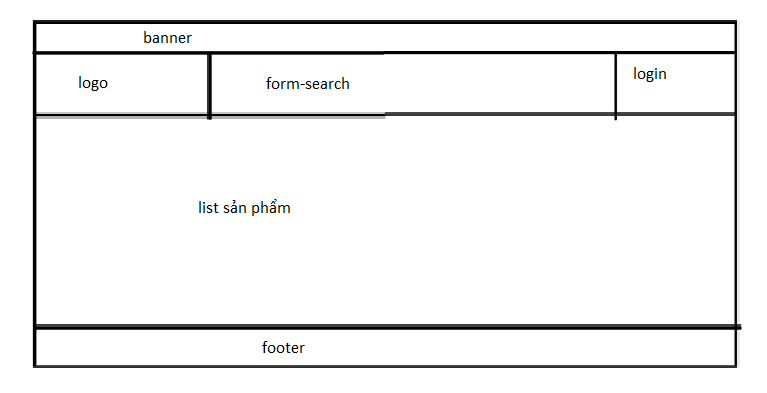 banner
logo
form-search
login
list sản phẩm
footer